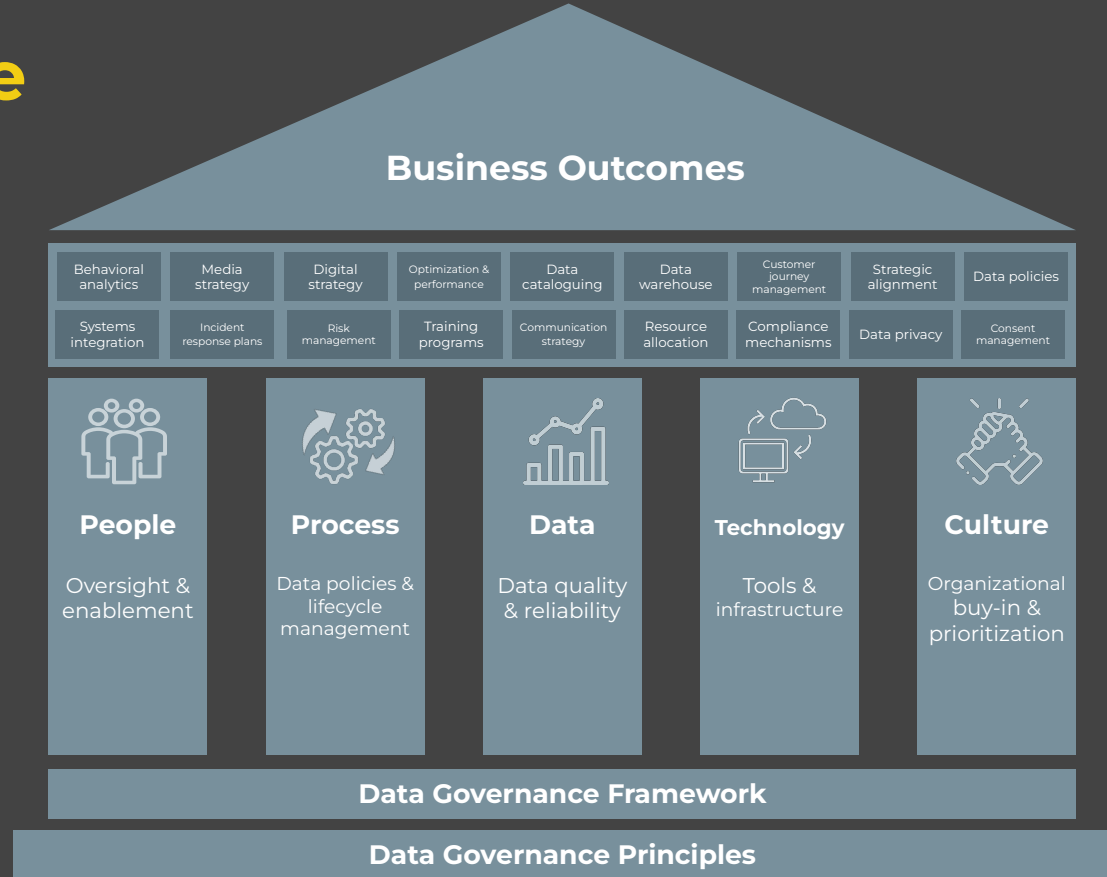 e
Business Outcomes
Behavioral
analytics
Media
strategy
Digital
strategy
Optimization &
performance
Data
cataloguing
Data
warehouse
Customer
journey
management
Strategic
alignment
Data policies
Systems
integration
Incident
response plans
Risk
management
Training
programs
Communication
strategy
Resource
allocation
Compliance
mechanisms
Data privacy
Consent
management
People
Oversight &
enablement
Process
Data policies &
lifecycle
management
Data
Data quality
& reliability
Technology
Tools &
infrastructure
Culture
Organizational
buy-in &
prioritization
Data Governance Framework
Data Governance Principles